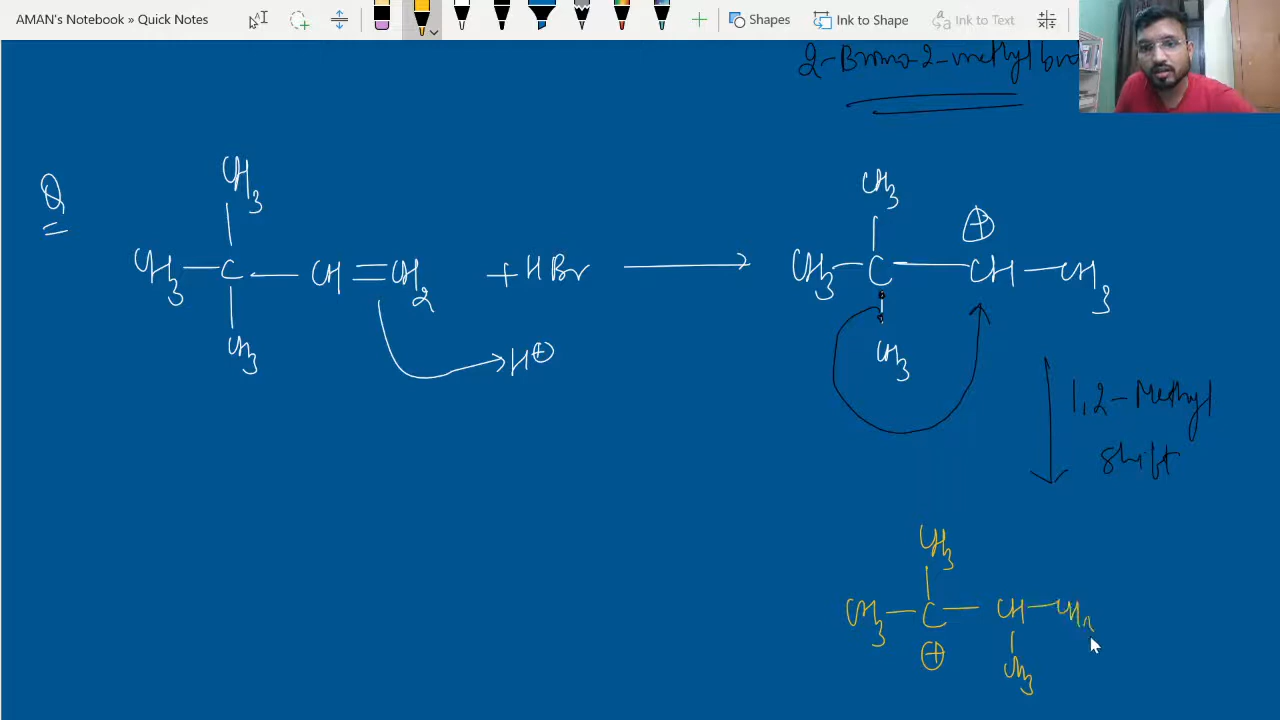 AMAN's Notebook » Quick Notes
Shapes
Ink to Shape
Ink to Text
2-Bromo-2-methyl
Q
CH3
CH3
CH3-C-CH=CH2 +HBr
CH3-C-CH-CH3
⊕
CH3
H⊕
CH3
1,2-Methyl
shift
CH3
CH3-C-CH-CH
⊕
CH3